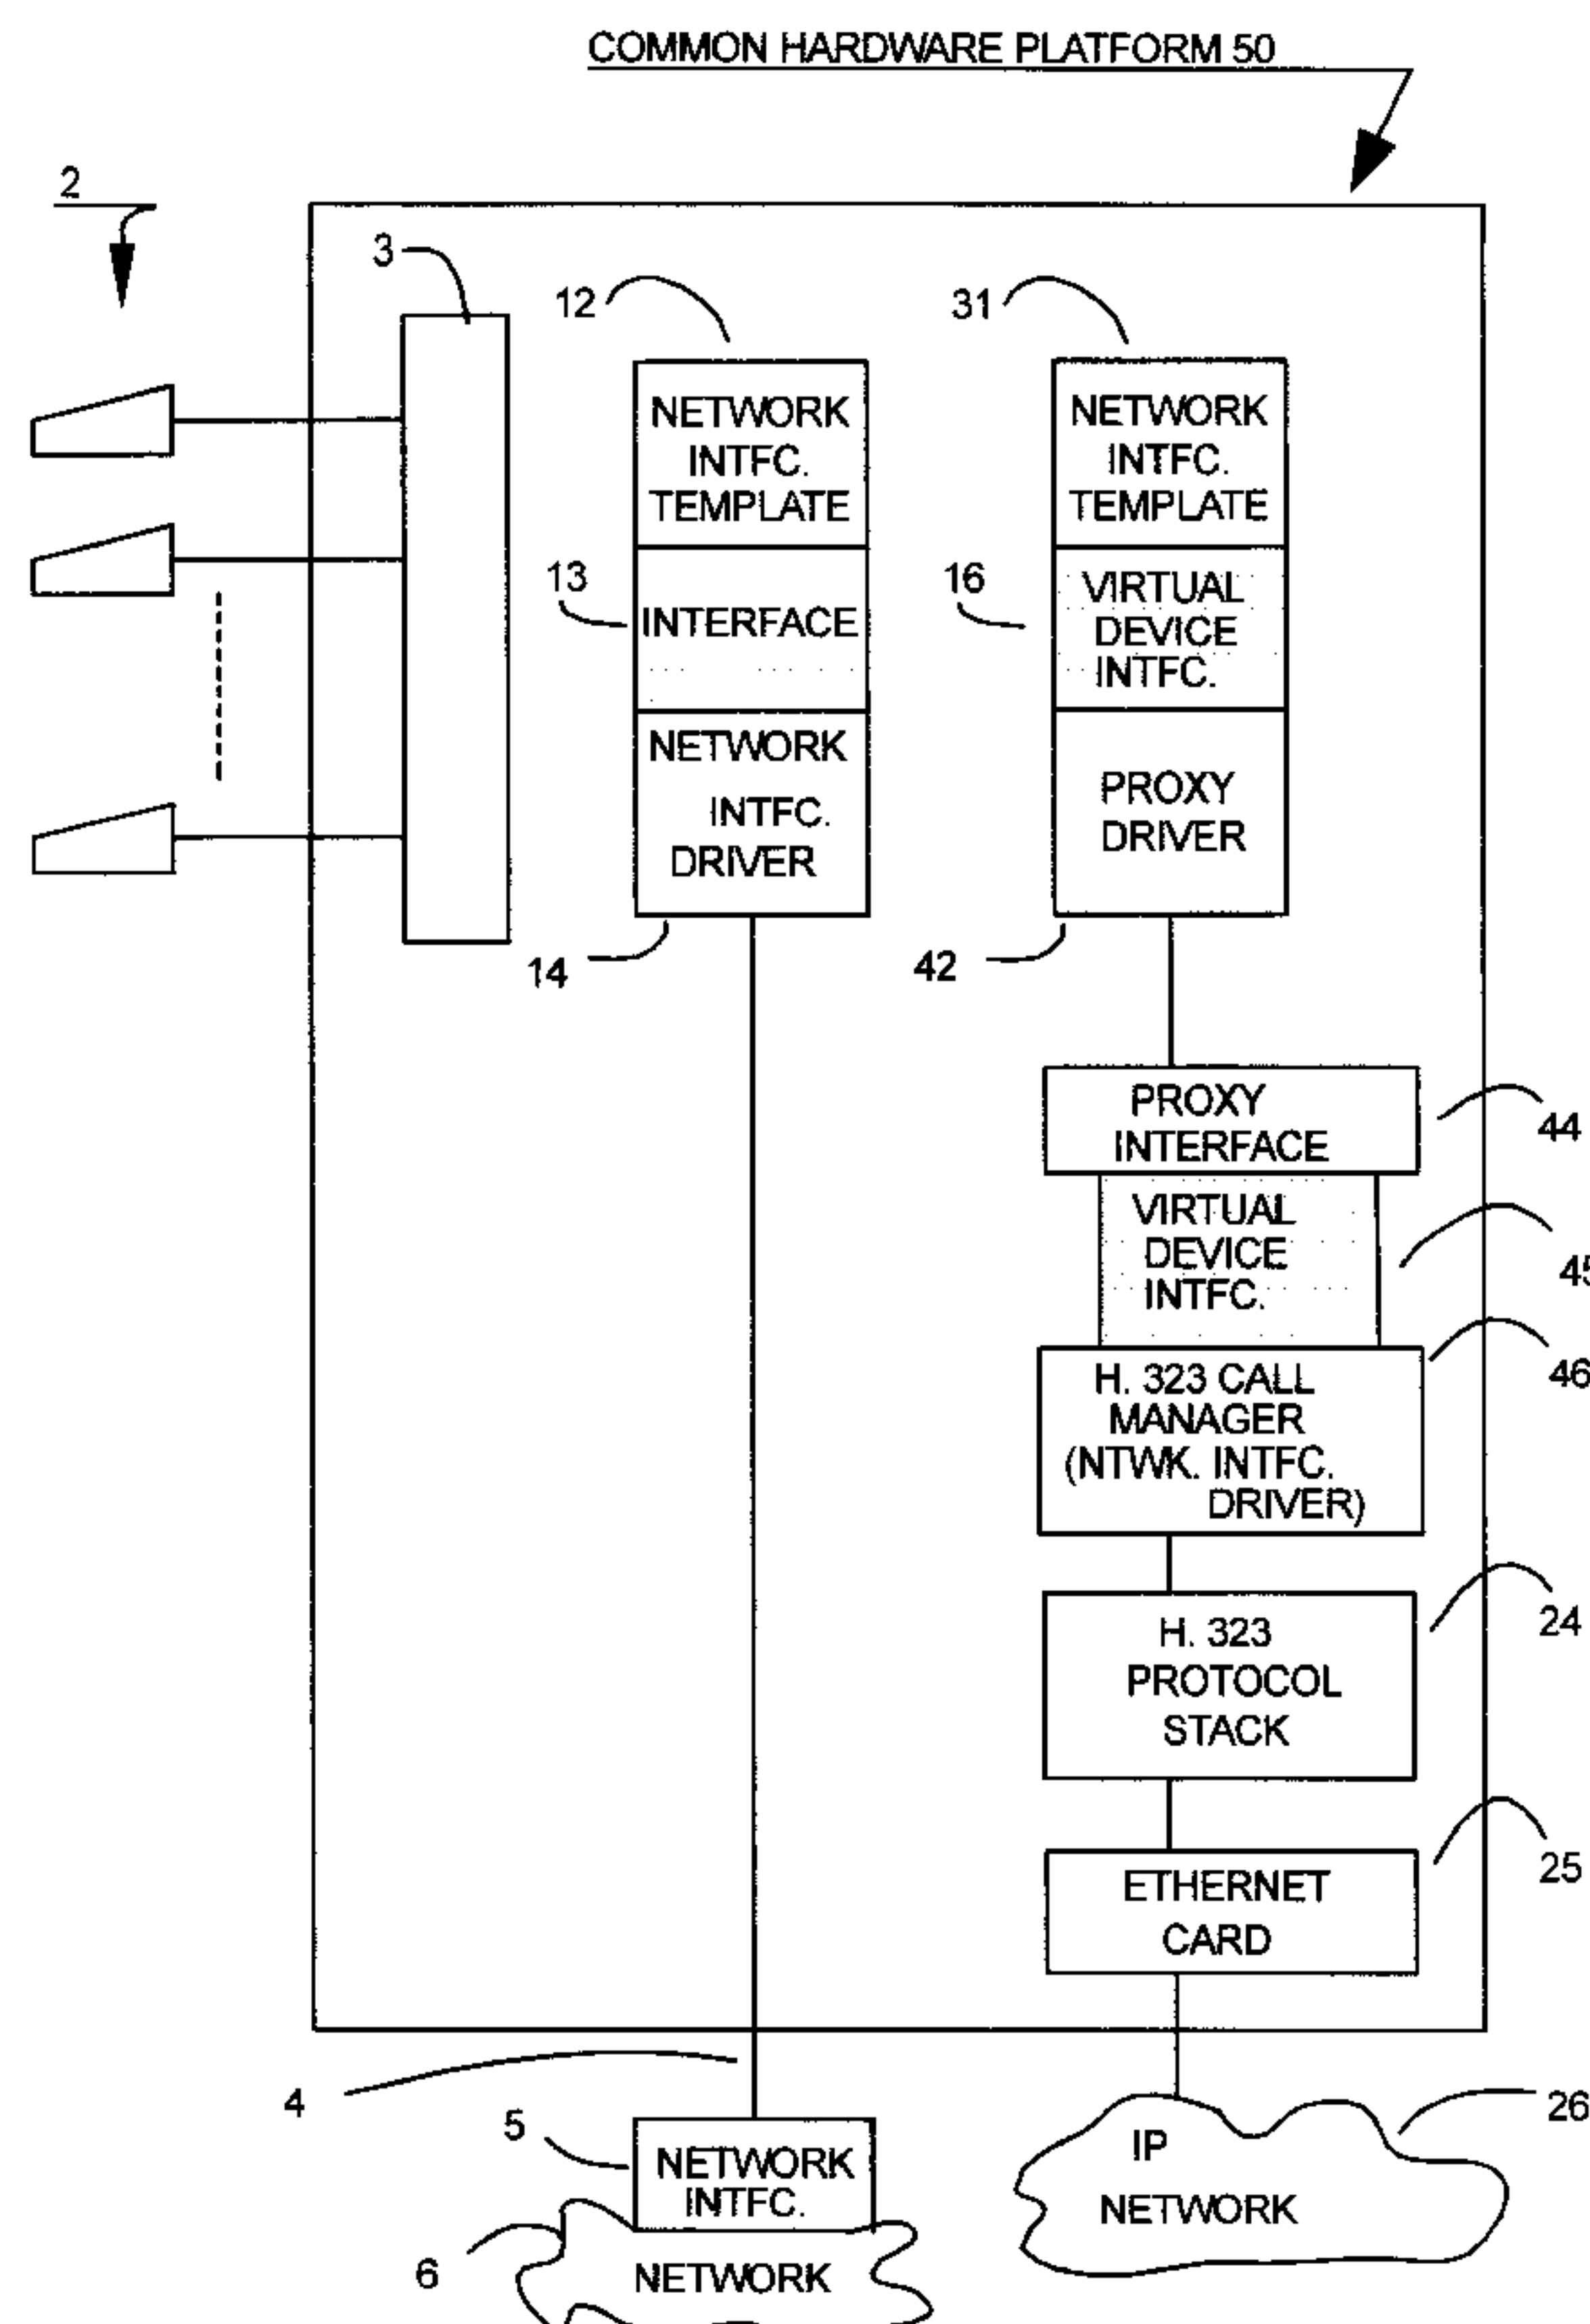 COMMON HARDWARE PLATFORM 50
2
3
12
31
NETWORK
INTFC.
TEMPLATE
NETWORK
INTFC.
TEMPLATE
13
INTERFACE
16
VIRTUAL
DEVICE
INTFC.
NETWORK
INTFC.
DRIVER
PROXY
DRIVER
14
42
PROXY
INTERFACE
44
VIRTUAL
DEVICE
INTFC.
45
H. 323 CALL
MANAGER
(NTWK. INTFC.
DRIVER)
46
H. 323
PROTOCOL
STACK
24
ETHERNET
CARD
25
4
5
NETWORK
INTFC.
6
NETWORK
IP
NETWORK
26